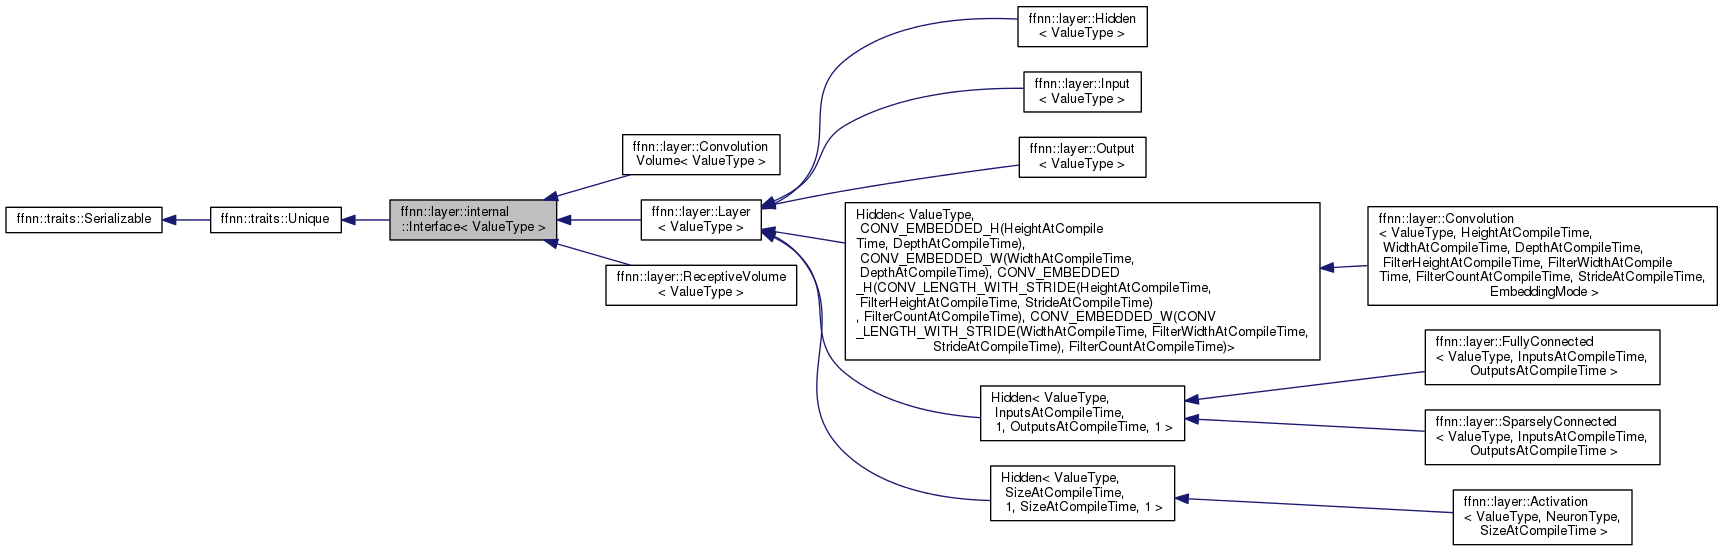 ffnn::traits::Serializable
ffnn::traits::Unique
ffnn::layer::internal
::Interface< ValueType >
ffnn::layer::Convolution
Volume< ValueType >
ffnn::layer::Layer
< ValueType >
ffnn::layer::ReceptiveVolume
< ValueType >
ffnn::layer::Hidden
< ValueType >
ffnn::layer::Input
< ValueType >
ffnn::layer::Output
< ValueType >
Hidden< ValueType,
CONV_EMBEDDED_H(HeightAtCompile
Time, DepthAtCompileTime),
CONV_EMBEDDED_W(WidthAtCompileTime,
DepthAtCompileTime), CONV_EMBEDDED
_H(CONV_LENGTH_WITH_STRIDE(HeightAtCompileTime,
FilterHeightAtCompileTime, StrideAtCompileTime)
, FilterCountAtCompileTime), CONV_EMBEDDED_W(CONV
_LENGTH_WITH_STRIDE(WidthAtCompileTime, FilterWidthAtCompileTime,
StrideAtCompileTime), FilterCountAtCompileTime)>
Hidden< ValueType,
InputsAtCompileTime,
1, OutputsAtCompileTime, 1 >
Hidden< ValueType,
SizeAtCompileTime,
1, SizeAtCompileTime, 1 >
ffnn::layer::Convolution
< ValueType, HeightAtCompileTime,
WidthAtCompileTime, DepthAtCompileTime,
FilterHeightAtCompileTime, FilterWidthAtCompile
Time, FilterCountAtCompileTime, StrideAtCompileTime,
EmbeddingMode >
ffnn::layer::FullyConnected
< ValueType, InputsAtCompileTime,
OutputsAtCompileTime >
ffnn::layer::SparselyConnected
< ValueType, InputsAtCompileTime,
OutputsAtCompileTime >
ffnn::layer::Activation
< ValueType, NeuronType,
SizeAtCompileTime >